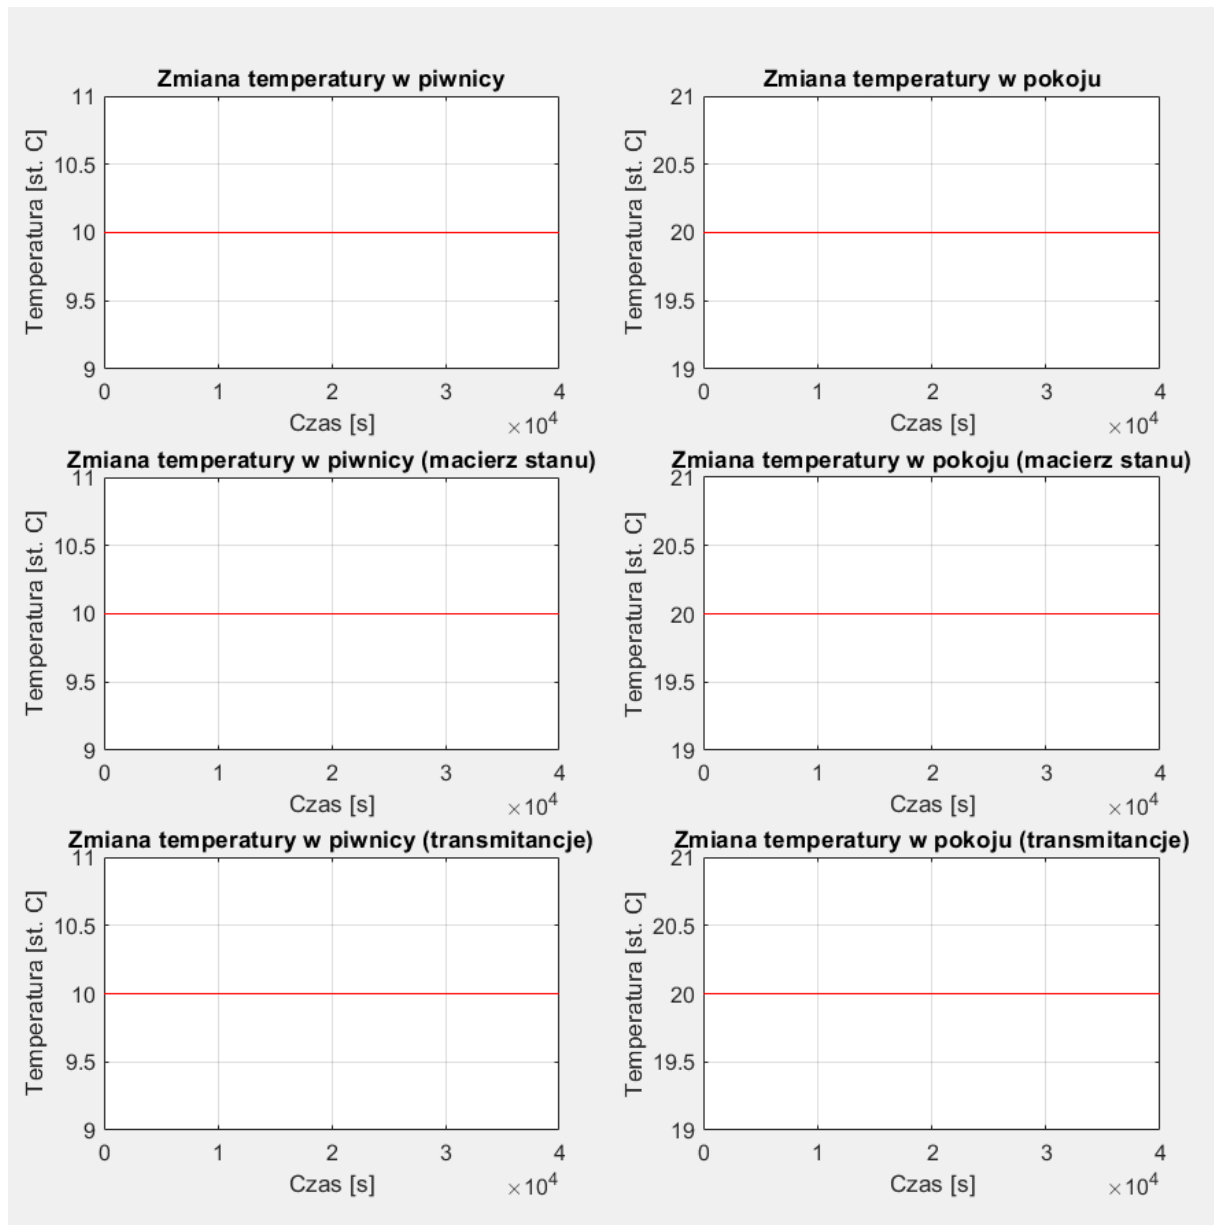 Zmiana temperatury w piwnicy
11
10.5
10
9.5
9
Temperatura [st. C]
0 1 2 3 4
Czas [s]
×10^4
Zmiana temperatury w pokoju
21
20.5
20
19.5
19
Temperatura [st. C]
0 1 2 3 4
Czas [s]
×10^4
Zmiana temperatury w piwnicy (macierz stanu)
11
10.5
10
9.5
9
Temperatura [st. C]
0 1 2 3 4
Czas [s]
×10^4
Zmiana temperatury w pokoju (macierz stanu)
21
20.5
20
19.5
19
Temperatura [st. C]
0 1 2 3 4
Czas [s]
×10^4
Zmiana temperatury w piwnicy (transmitancje)
11
10.5
10
9.5
9
Temperatura [st. C]
0 1 2 3 4
Czas [s]
×10^4
Zmiana temperatury w pokoju (transmitancje)
21
20.5
20
19.5
19
Temperatura [st. C]
0 1 2 3 4
Czas [s]
×10^4